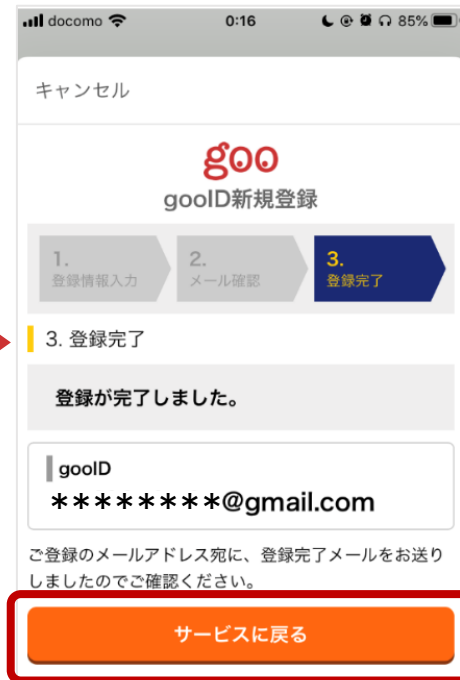 docomo 0:16 85%
キャンセル
goo
gooID新規登録
1.
登録情報入力
2.
メール確認
3.
登録完了
3. 登録完了
登録が完了しました。
gooID
********@gmail.com
ご登録のメールアドレス宛に、登録完了メールをお送り
しましたのでご確認ください。
サービスに戻る